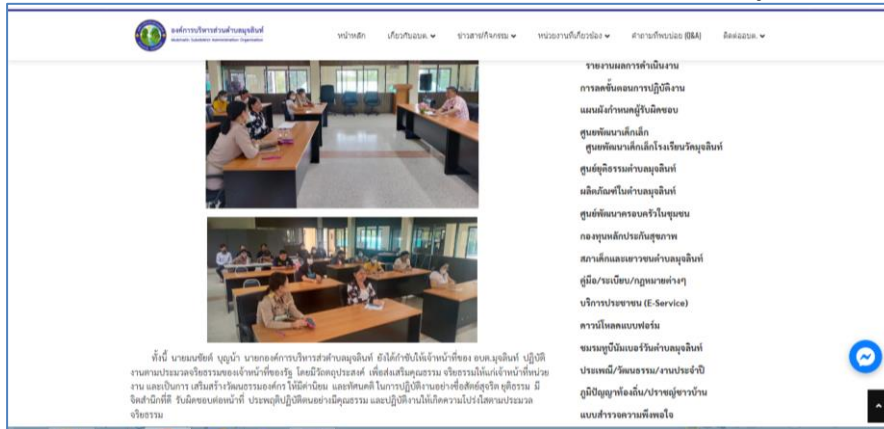 องค์การบริหารส่วนตำบลมุจลินท์
Mutchalin Subdistrict Administrative Organization
หน้าหลัก เกี่ยวกับอบต. ข่าวสาร/กิจกรรม หน่วยงานที่เกี่ยวข้อง คำถามที่พบบ่อย (Q&A) ติดต่ออบต.
รายงานผลการดำเนินงาน
การลดขั้นตอนการปฏิบัติงาน
แผนผังกำหนดผู้รับผิดชอบ
ศูนย์พัฒนาเด็กเล็ก
ศูนย์พัฒนาเด็กเล็กโรงเรียนวัดมุจลินท์
ศูนย์ยุติธรรมตำบลมุจลินท์
ผลิตภัณฑ์ในตำบลมุจลินท์
ศูนย์พัฒนาครอบครัวในชุมชน
กองทุนหลักประกันสุขภาพ
สภาเด็กและเยาวชนตำบลมุจลินท์
คู่มือ/ระเบียบ/กฎหมายต่างๆ
บริการประชาชน (E-Service)
ดาวน์โหลดแบบฟอร์ม
ชมรมทูบีนัมเบอร์วันตำบลมุจลินท์
ประเพณี/วัฒนธรรม/งานประจำปี
ภูมิปัญญาท้องถิ่น/ปราชญ์ชาวบ้าน
แบบสำรวจความพึงพอใจ
ทั้งนี้ นายมนชัยต์ บุญนำ นายกองค์การบริหารส่วนตำบลมุจลินท์ ยังได้กำชับให้เจ้าหน้าที่ของ อบต.มุจลินท์ ปฏิบัติ
งานตามประมวลจริยธรรมของเจ้าหน้าที่ของรัฐ โดยมีวัตถุประสงค์ เพื่อส่งเสริมคุณธรรม จริยธรรมให้แก่เจ้าหน้าที่หน่วย
งาน และเป็นการ เสริมสร้างวัฒนธรรมองค์กร ให้มีค่านิยม และทัศนคติ ในการปฏิบัติงานอย่างซื่อสัตย์สุจริต ยุติธรรม มี
จิตสำนึกที่ดี รับผิดชอบต่อหน้าที่ ประพฤติปฏิบัติตนอย่างมีคุณธรรม และปฏิบัติงานให้เกิดความโปร่งใสตามประมวล
จริยธรรม